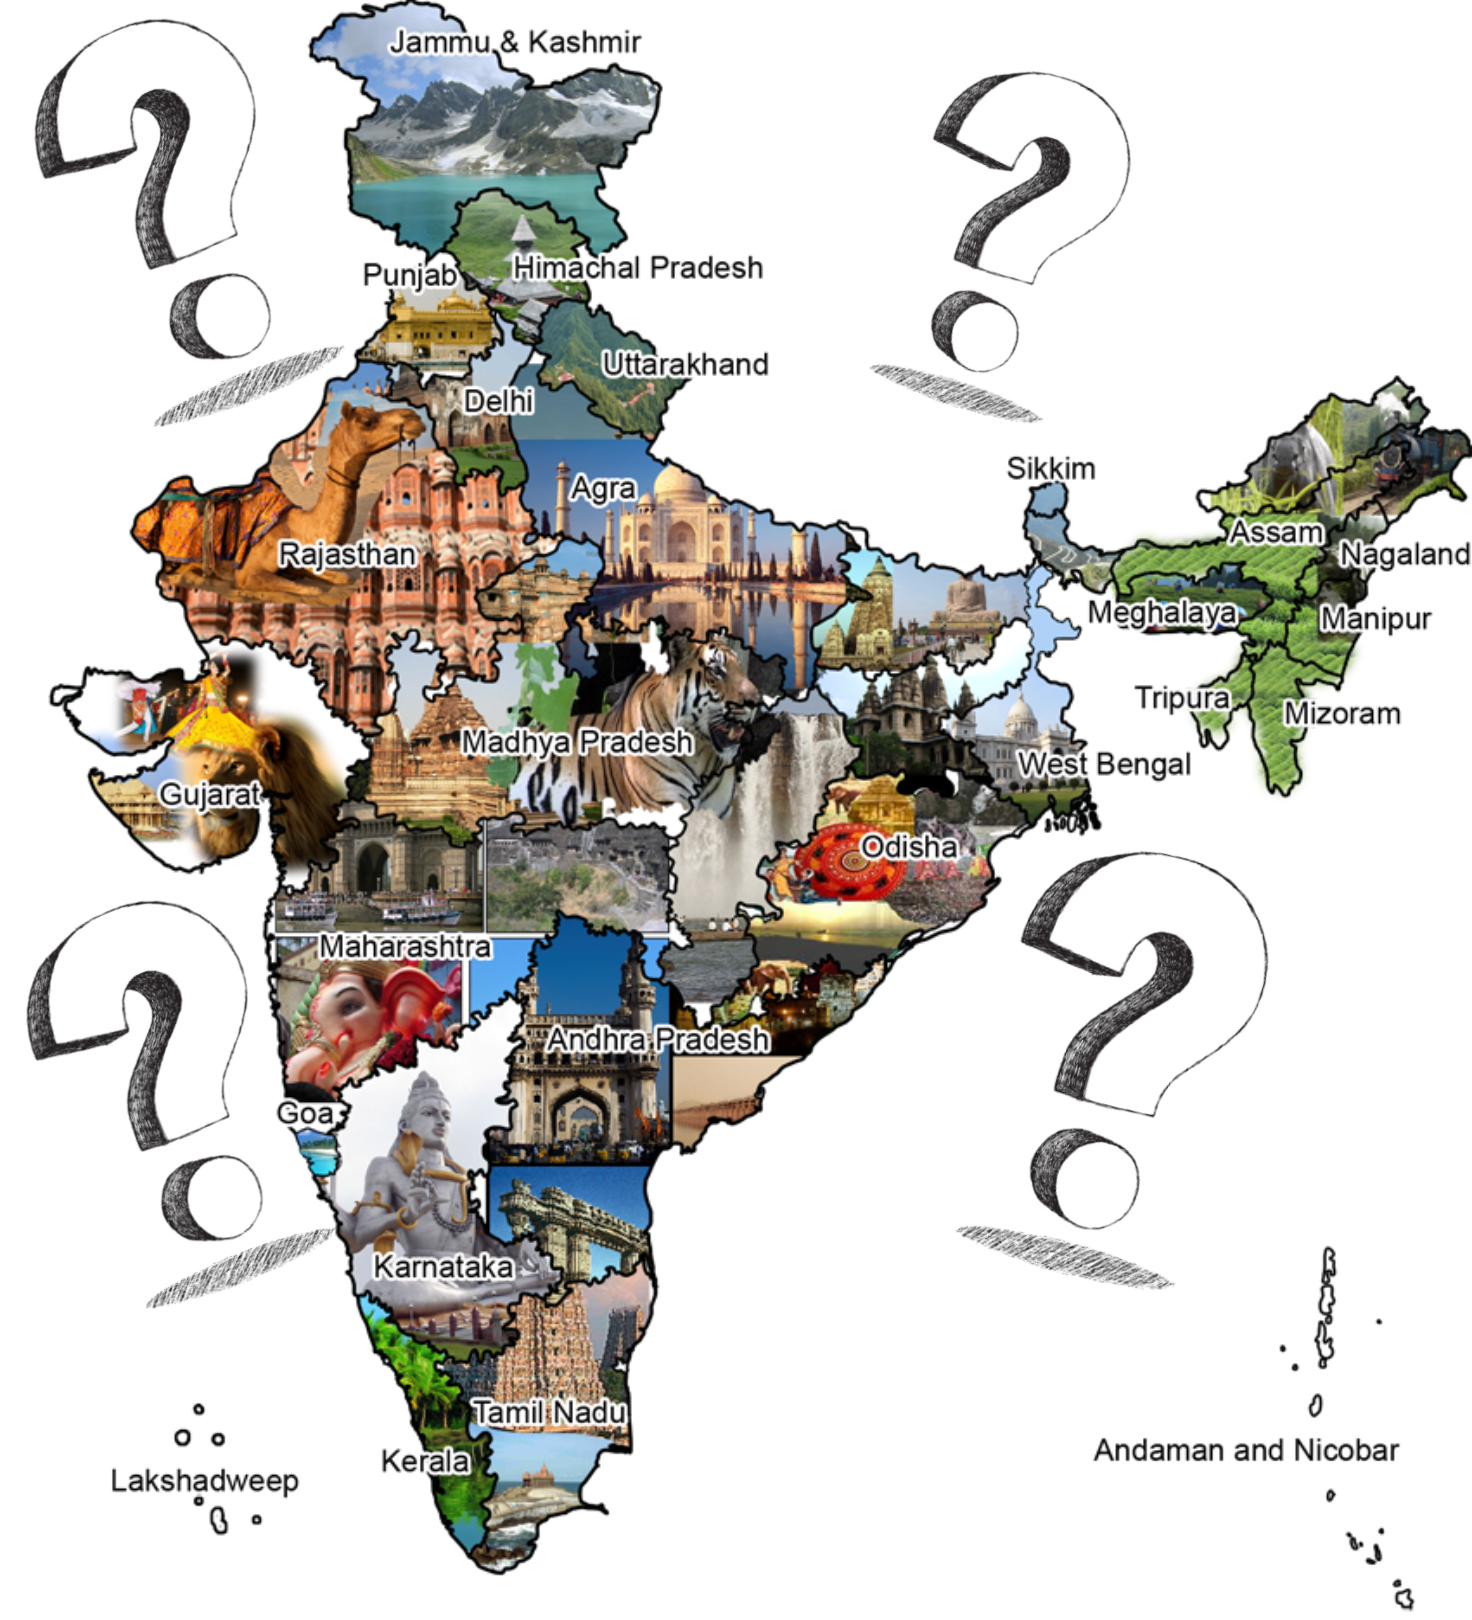 Jammu & Kashmir
Punjab
Himachal Pradesh
Uttarakhand
Delhi
Sikkim
Agra
Assam
Rajasthan
Nagaland
Meghalaya
Manipur
Tripura
Mizoram
Madhya Pradesh
West Bengal
Gujarat
Odisha
Maharashtra
Andhra Pradesh
Goa
Karnataka
Tamil Nadu
Kerala
Andaman and Nicobar
Lakshadweep
? ? ? ?